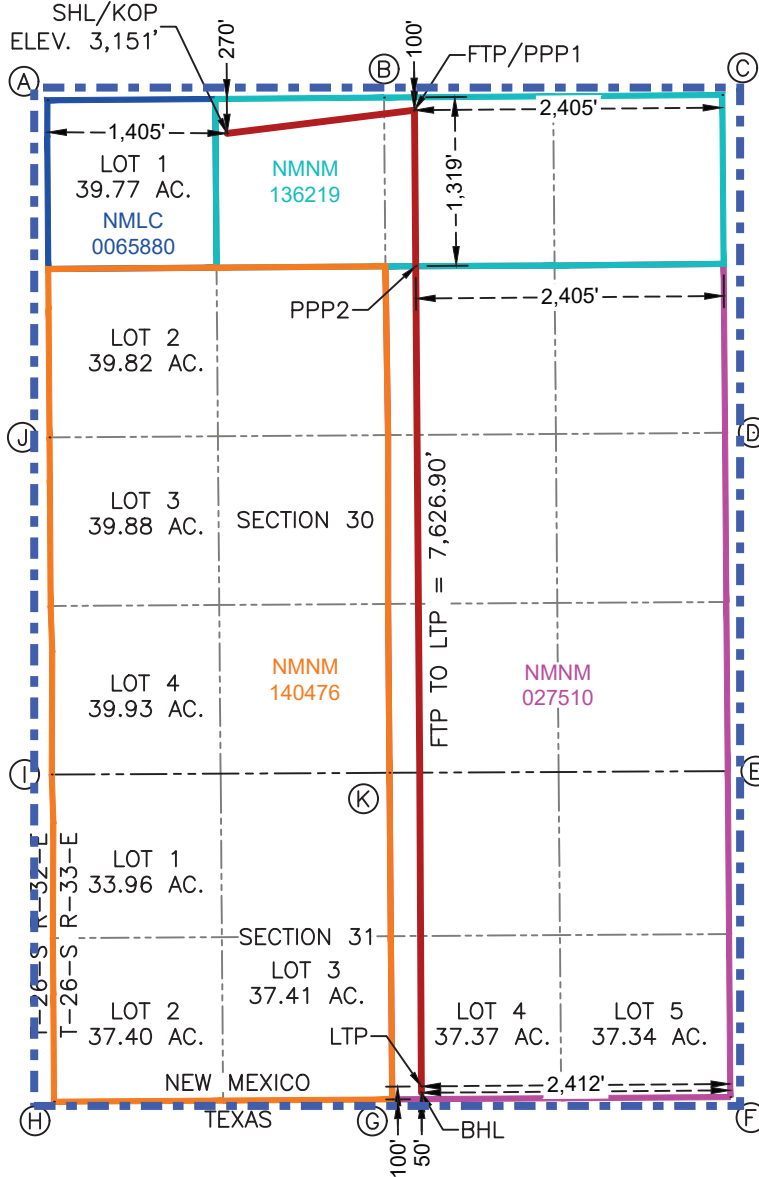 SHL/KOP
ELEV. 3,151'
270'
100'
FTP/PPP1
A
B
C
1,405'
2,405'
1,319'
LOT 1
39.77 AC.
NMLC
0065880
NMNM
136219
PPP2
2,405'
LOT 2
39.82 AC.
J
D
LOT 3
39.88 AC.
SECTION 30
FTP TO LTP = 7,626.90'
LOT 4
39.93 AC.
NMNM
140476
NMNM
027510
I
E
K
T-26-S R-32-E
T-26-S R-33-E
LOT 1
33.96 AC.
SECTION 31
LOT 3
37.41 AC.
LOT 2
37.40 AC.
LOT 4
37.37 AC.
LOT 5
37.34 AC.
LTP
NEW MEXICO
2,412'
H
TEXAS
G
BHL
F
100'
50'